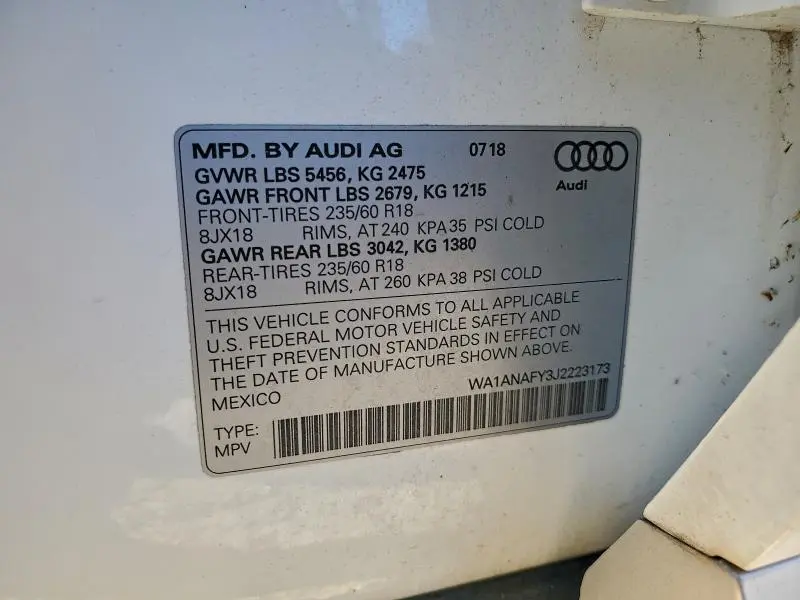 MFD. BY AUDI AG 0718
Audi
GVWR LBS 5456, KG 2475
GAWR FRONT LBS 2679, KG 1215
FRONT-TIRES 235/60 R18
8JX18 RIMS, AT 240 KPA 35 PSI COLD
GAWR REAR LBS 3042, KG 1380
REAR-TIRES 235/60 R18
8JX18 RIMS, AT 260 KPA 38 PSI COLD
THIS VEHICLE CONFORMS TO ALL APPLICABLE
U.S. FEDERAL MOTOR VEHICLE SAFETY AND
THEFT PREVENTION STANDARDS IN EFFECT ON
THE DATE OF MANUFACTURE SHOWN ABOVE.
MEXICO WA1ANAFY3J2223173
TYPE:
MPV